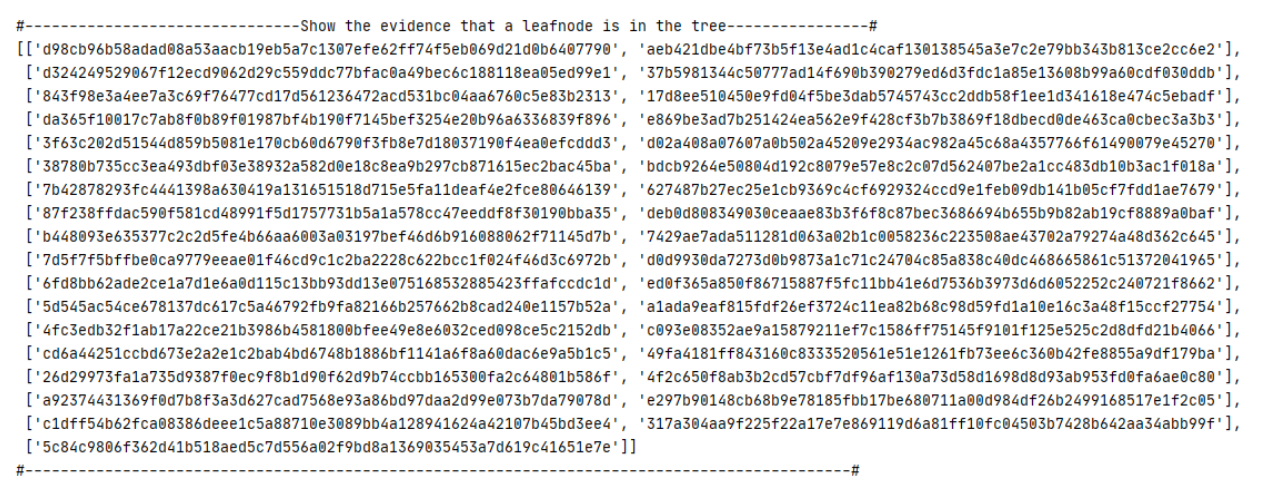 #-------------------------------Show the evidence that a leafnode is in the tree----------------#
[['d98cb96b58adad08a53aacb19eb5a7c1307efe62ff74f5eb069d21d0b6407790', 'aeb421dbe4bf73b5f13e4ad1c4caf130138545a3e7c2e79bb343b813ce2cc6e2'],
['d324249529067f12ecd9062d29c559ddc77bfac0a49bec6c188118ea05ed99e1', '37b5981344c50777ad14f690b390279ed6d3fdc1a85e13608b99a60cdf030ddb'],
['843f98e3a4ee7a3c69f76477cd17d561236472acd531bc04aa6760c5e83b2313', '17d8ee510450e9fd04f5be3dab5745743cc2ddb58f1ee1d341618e474c5ebadf'],
['da365f10017c7ab8f0b89f01987bf4b190f7145bef3254e20b96a6336839f896', 'e869be3ad7b251424ea562e9f428cf3b7b3869f18dbecd0de463ca0cbec3a3b3'],
['3f63c202d51544d859b5081e170cb60d6790f3fb8e7d18037190f4ea0efcddd3', 'd02a408a07607a0b502a45209e2934ac982a45c68a4357766f61490079e45270'],
['38780b735cc3ea493dbf03e38932a582d0e18c8ea9b297cb871615ec2bac45ba', 'bdcb9264e50804d192c8079e57e8c2c07d562407be2a1cc483db10b3ac1f018a'],
['7b42878293fc4441398a630419a131651518d715e5fa11deaf4e2fce80646139', '627487b27ec25e1cb9369c4cf6929324ccd9e1feb09db141b05cf7fdd1ae7679'],
['87f238ffdac590f581cd48991f5d1757731b5a1a578cc47eeddf8f30190bba35', 'deb0d808349030ceaae83b3f6f8c87bec3686694b655b9b82ab19cf8889a0baf'],
['b448093e635377c2c2d5fe4b66aa6003a03197bef46d6b916088062f71145d7b', '7429ae7ada511281d063a02b1c0058236c223508ae43702a79274a48d362c645'],
['7d5f7f5bffbe0ca9779eeae01f46cd9c1c2ba2228c622bcc1f024f46d3c6972b', 'd0d9930da7273d0b9873a1c71c24704c85a838c40dc468665861c51372041965'],
['6fd8bb62ade2ce1a7d1e6a0d115c13bb93dd13e075168532885423ffafccdc1d', 'ed0f365a850f86715887f5fc11bb41e6d7536b3973d6d6052252c240721f8662'],
['5d545ac54ce678137dc617c5a46792fb9fa82166b257662b8cad240e1157b52a', 'a1ada9eaf815fdf26ef3724c11ea82b68c98d59fd1a10e16c3a48f15ccf27754'],
['4fc3edb32f1ab17a22ce21b3986b4581800bfee49e8e6032ced098ce5c2152db', 'c093e08352ae9a15879211ef7c1586ff75145f9101f125e525c2d8dfd21b4066'],
['cd6a44251ccbd673e2a2e1c2bab4bd6748b1886bf1141a6f8a60dac6e9a5b1c5', '49fa4181ff843160c8333520561e51e1261fb73ee6c360b42fe8855a9df179ba'],
['26d29973fa1a735d9387f0ec9f8b1d90f62d9b74ccbb165300fa2c64801b586f', '4f2c650f8ab3b2cd57cbf7df96af130a73d58d1698d8d93ab953fd0fa6ae0c80'],
['a92374431369f0d7b8f3a3d627cad7568e93a86bd97daa2d99e073b7da79078d', 'e297b90148cb68b9e78185fbb17be680711a00d984df26b2499168517e1f2c05'],
['c1dff54b62fca08386deee1c5a88710e3089bb4a128941624a42107b45bd3ee4', '317a304aa9f225f22a17e7e869119d6a81ff10fc04503b7428b642aa34abb99f'],
['5c84c9806f362d41b518aed5c7d556a02f9bd8a1369035453a7d619c41651e7e']]
#---------------------------------------------------------------------------------------------#